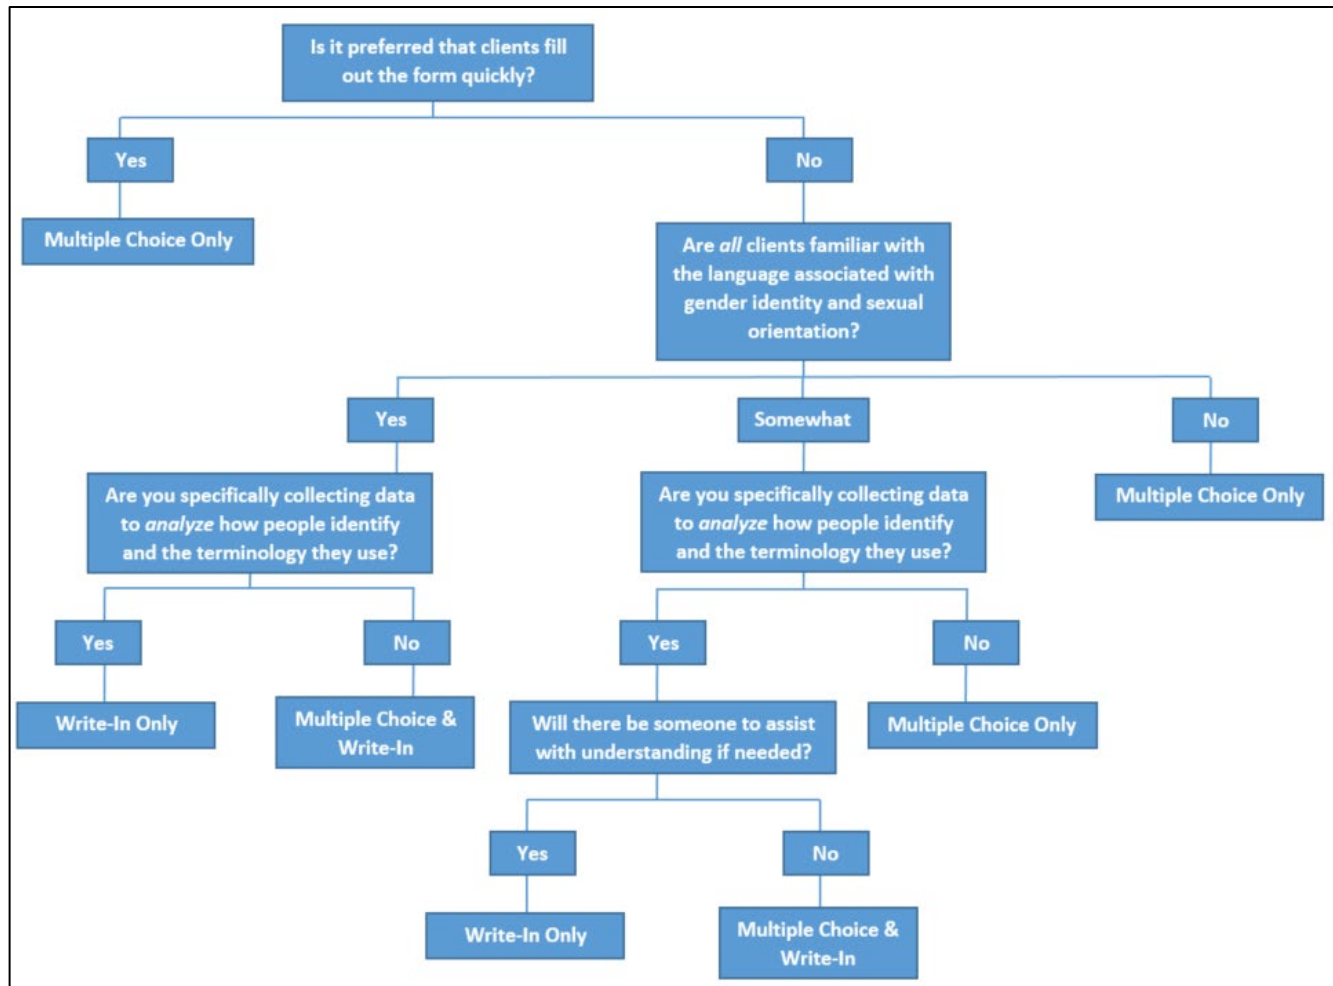 Is it preferred that clients fill
out the form quickly?
Yes
No
Multiple Choice Only
Are all clients familiar with
the language associated with
gender identity and sexual
orientation?
Yes
Somewhat
No
Are you specifically collecting data
to analyze how people identify
and the terminology they use?
Are you specifically collecting data
to analyze how people identify
and the terminology they use?
Multiple Choice Only
Yes
No
Yes
No
Write-In Only
Multiple Choice &
Write-In
Will there be someone to assist
with understanding if needed?
Multiple Choice Only
Yes
No
Write-In Only
Multiple Choice &
Write-In